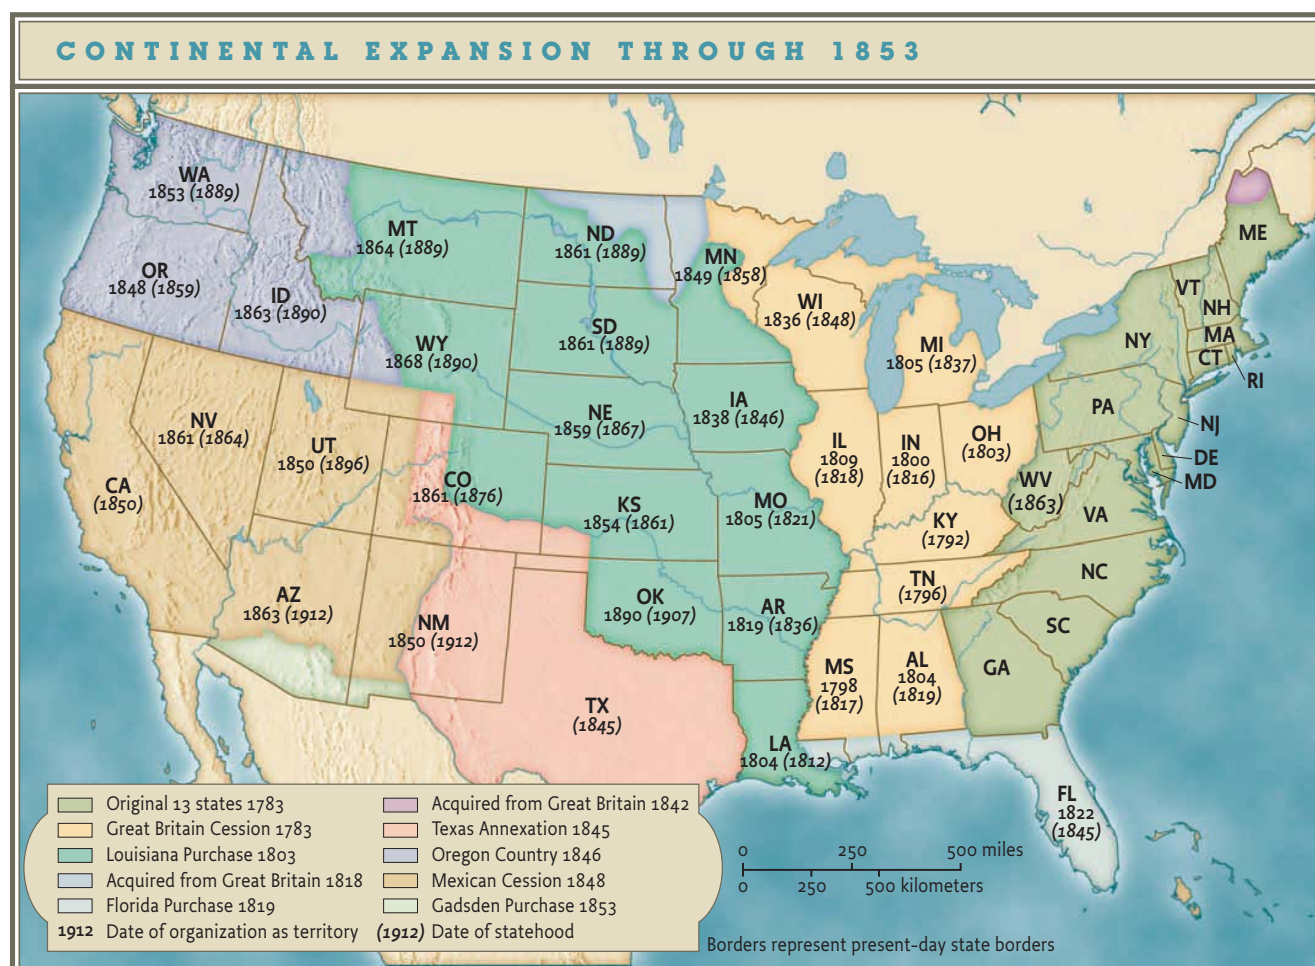 CONTINENTAL EXPANSION THROUGH 1853
WA
1853 (1889)
MT
1864 (1889)
ND
1861 (1889)
MN
1849 (1858)
ME
OR
1848 (1859)
ID
1863 (1890)
WI
1836 (1848)
VT
NH
WY
1868 (1890)
SD
1861 (1889)
MI
1805 (1837)
NY
MA
CT
RI
NV
1861 (1864)
UT
1850 (1896)
NE
1859 (1867)
IA
1838 (1846)
PA
NJ
IL
1809
(1818)
IN
1800
(1816)
OH
(1803)
DE
MD
CA
(1850)
CO
1861 (1876)
KS
1854 (1861)
MO
1805 (1821)
WV
(1863)
VA
KY
(1792)
AZ
1863 (1912)
NM
1850 (1912)
OK
1890 (1907)
AR
1819 (1836)
TN
(1796)
NC
SC
TX
(1845)
MS
1798
(1817)
AL
1804
(1819)
GA
LA
1804 (1812)
FL
1822
(1845)
Original 13 states 1783
Great Britain Cession 1783
Louisiana Purchase 1803
Acquired from Great Britain 1818
Florida Purchase 1819
1912 Date of organization as territory
Acquired from Great Britain 1842
Texas Annexation 1845
Oregon Country 1846
Mexican Cession 1848
Gadsden Purchase 1853
(1912) Date of statehood
0 250 500 miles
0 250 500 kilometers
Borders represent present-day state borders